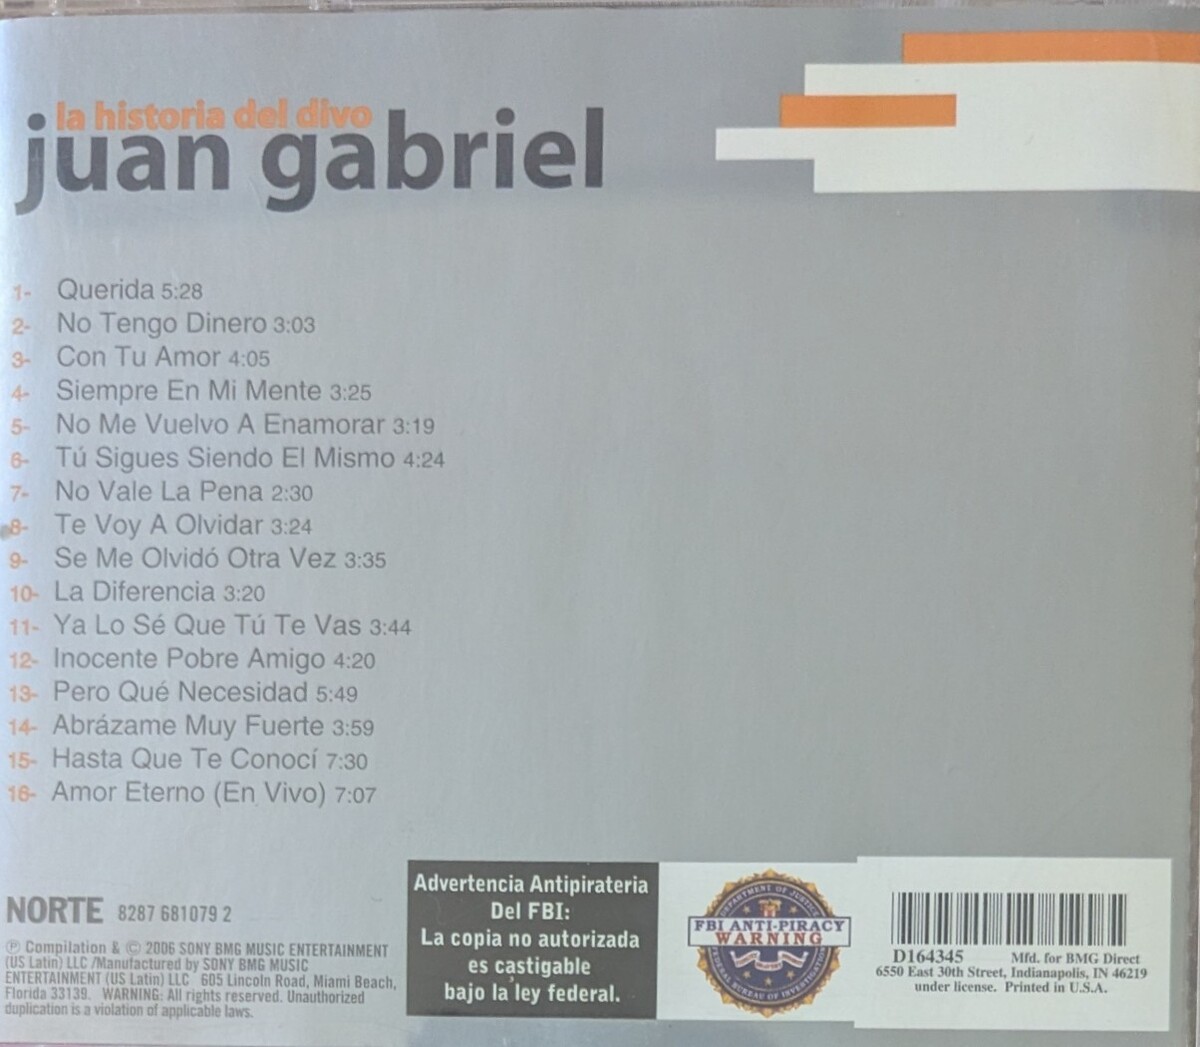 la historia del divo
juan gabriel
1- Querida 5:28
2- No Tengo Dinero 3:03
3- Con Tu Amor 4:05
4- Siempre En Mi Mente 3:25
5- No Me Vuelvo A Enamorar 3:19
6- Tú Sigues Siendo El Mismo 4:24
7- No Vale La Pena 2:30
8- Te Voy A Olvidar 3:24
9- Se Me Olvidó Otra Vez 3:35
10- La Diferencia 3:20
11- Ya Lo Sé Que Tú Te Vas 3:44
12- Inocente Pobre Amigo 4:20
13- Pero Qué Necesidad 5:49
14- Abrázame Muy Fuerte 3:59
15- Hasta Que Te Conocí 7:30
16- Amor Eterno (En Vivo) 7:07
NORTE 8287 681079 2
℗ Compilation & © 2006 SONY BMG MUSIC ENTERTAINMENT
(US Latin) LLC /Manufactured by SONY BMG MUSIC
ENTERTAINMENT (US Latin) LLC 605 Lincoln Road, Miami Beach,
Florida 33139. WARNING: All rights reserved. Unauthorized
duplication is a violation of applicable laws.
Advertencia Antipirateria
Del FBI:
La copia no autorizada
es castigable
bajo la ley federal.
DEPARTMENT OF JUSTICE
FBI ANTI-PIRACY
WARNING
FEDERAL BUREAU OF INVESTIGATION
D164345 Mfd. for BMG Direct
6550 East 30th Street, Indianapolis, IN 46219
under license. Printed in U.S.A.